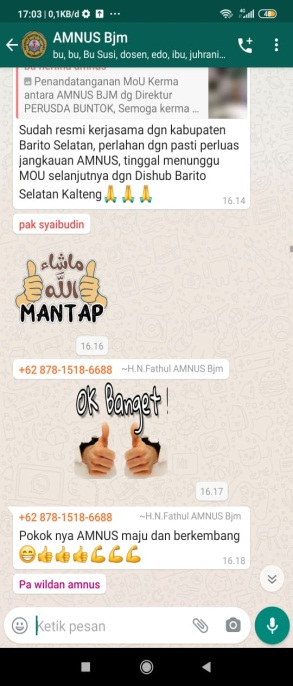 17:03 | 0,1KB/d
AMNUS Bjm
bu, bu, Bu Susi, dosen, edo, ibu, juhrani...
Penandatanganan MoU Kerma
antara AMNUS BJM dg Direktur
PERUSDA BUNTOK, Semoga kerma ...
Sudah resmi kerjasama dgn kabupaten
Barito Selatan, perlahan dgn pasti perluas
jangkauan AMNUS, tinggal menunggu
MOU selanjutnya dgn Dishub Barito
Selatan Kalteng🙏🙏🙏
16.14
pak syaibudin
ماشاء
الله
MANTAP
16.16
+62 878-1518-6688 ~H.N.Fathul AMNUS Bjm
OK Banget!
16.17
+62 878-1518-6688 ~H.N.Fathul AMNUS Bjm
Pokok nya AMNUS maju dan berkembang
😁👍👍👍💪💪💪
16.18
Pa wildan amnus
Ketik pesan